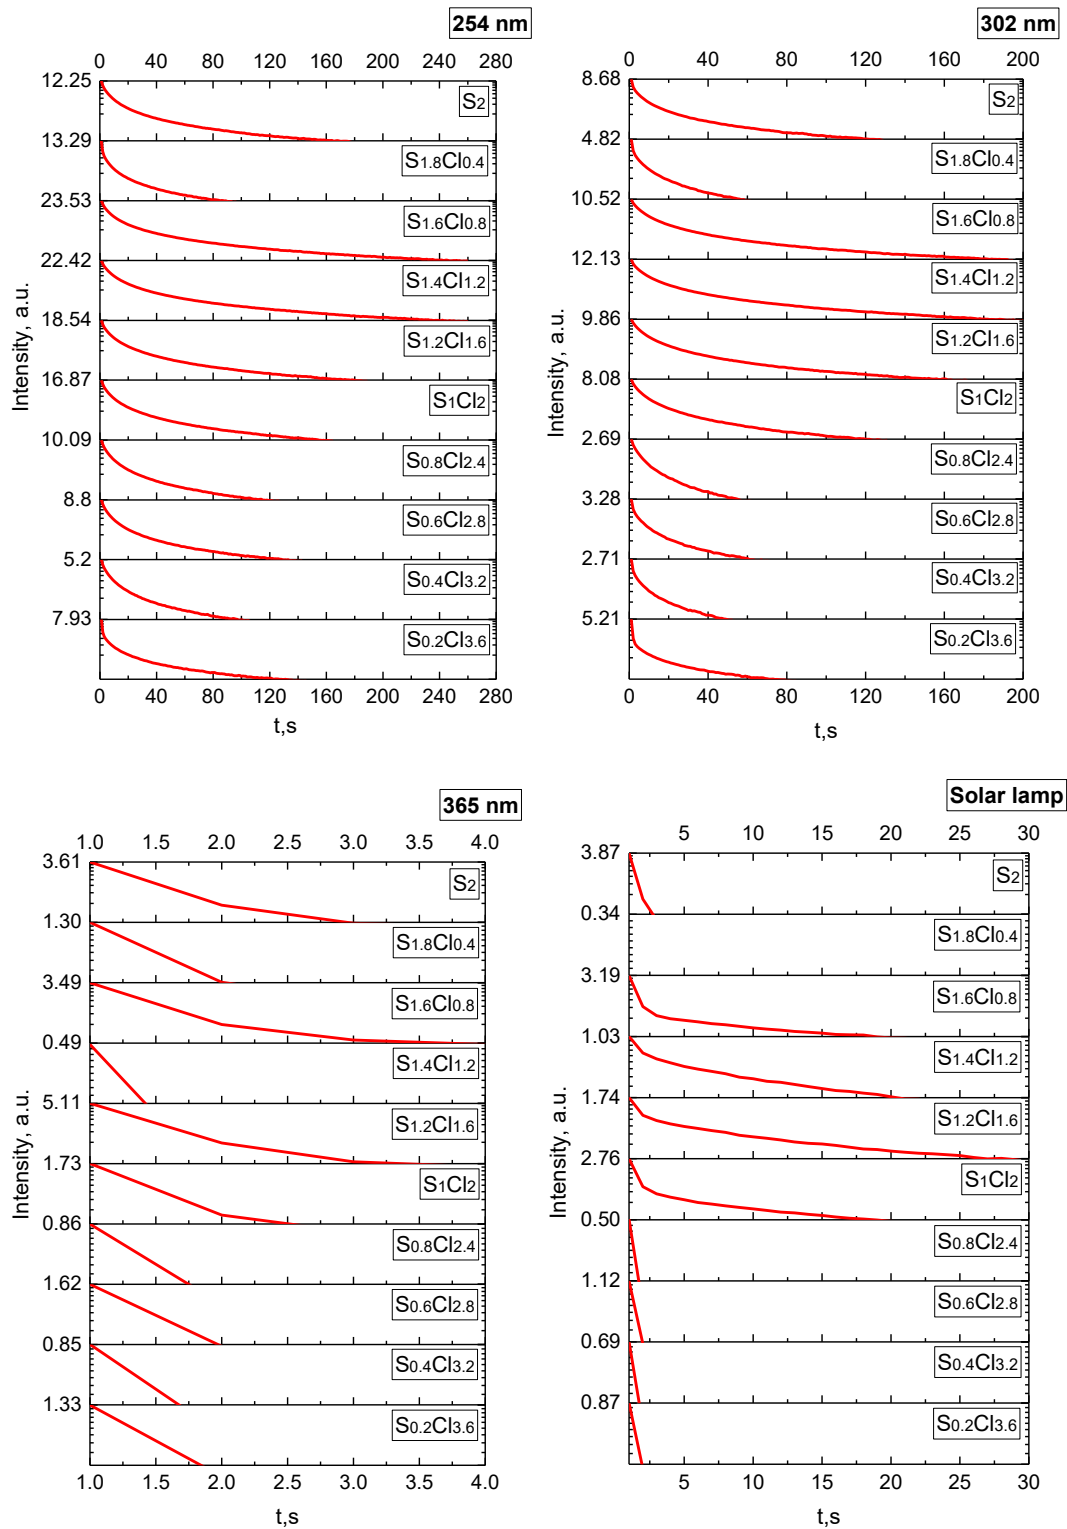 254 nm
0 40 80 120 160 200 240 280
12.25
S2
13.29
S1.8Cl0.4
23.53
S1.6Cl0.8
22.42
S1.4Cl1.2
18.54
S1.2Cl1.6
16.87
S1Cl2
10.09
S0.8Cl2.4
8.8
S0.6Cl2.8
5.2
S0.4Cl3.2
7.93
S0.2Cl3.6
0 40 80 120 160 200 240 280
t,s
Intensity, a.u.
302 nm
0 40 80 120 160 200
8.68
S2
4.82
S1.8Cl0.4
10.52
S1.6Cl0.8
12.13
S1.4Cl1.2
9.86
S1.2Cl1.6
8.08
S1Cl2
2.69
S0.8Cl2.4
3.28
S0.6Cl2.8
2.71
S0.4Cl3.2
5.21
S0.2Cl3.6
0 40 80 120 160 200
t,s
Intensity, a.u.
365 nm
1.0 1.5 2.0 2.5 3.0 3.5 4.0
3.61
S2
1.30
S1.8Cl0.4
3.49
S1.6Cl0.8
0.49
S1.4Cl1.2
5.11
S1.2Cl1.6
1.73
S1Cl2
0.86
S0.8Cl2.4
1.62
S0.6Cl2.8
0.85
S0.4Cl3.2
1.33
S0.2Cl3.6
1.0 1.5 2.0 2.5 3.0 3.5 4.0
t,s
Intensity, a.u.
Solar lamp
5 10 15 20 25 30
3.87
S2
0.34
S1.8Cl0.4
3.19
S1.6Cl0.8
1.03
S1.4Cl1.2
1.74
S1.2Cl1.6
2.76
S1Cl2
0.50
S0.8Cl2.4
1.12
S0.6Cl2.8
0.69
S0.4Cl3.2
0.87
S0.2Cl3.6
5 10 15 20 25 30
t,s
Intensity, a.u.